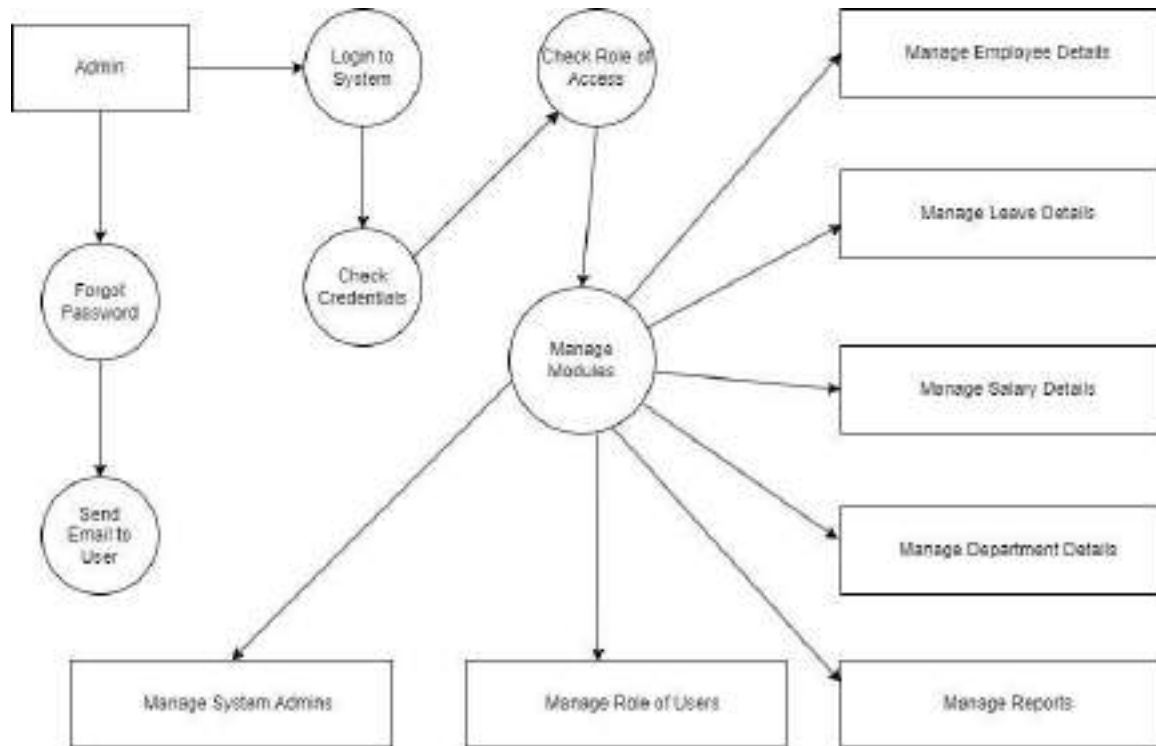 Admin
Login to
System
Check Role of
Access
Manage Employee Details
Manage Leave Details
Forgot
Password
Check
Credentials
Manage
Modules
Manage Salary Details
Send
Email to
User
Manage Department Details
Manage System Admins
Manage Role of Users
Manage Reports